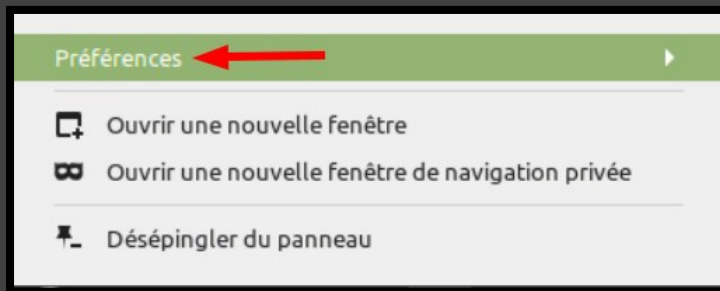 Préférences
Ouvrir une nouvelle fenêtre
Ouvrir une nouvelle fenêtre de navigation privée
Désépingler du panneau